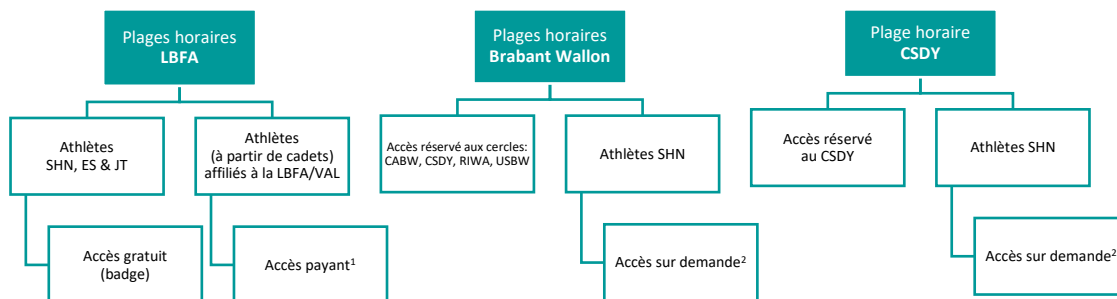 Plages horaires
LBFA
Athlètes
SHN, ES & JT
Accès gratuit
(badge)
Athlètes
(à partir de cadets)
affiliés à la LBFA/VAL
Accès payant¹
Plages horaires
Brabant Wallon
Accès réservé aux cercles:
CABW, CSDY, RIWA, USBW
Athlètes SHN
Accès sur demande²
Plage horaire
CSDY
Accès réservé
au CSDY
Athlètes SHN
Accès sur demande²